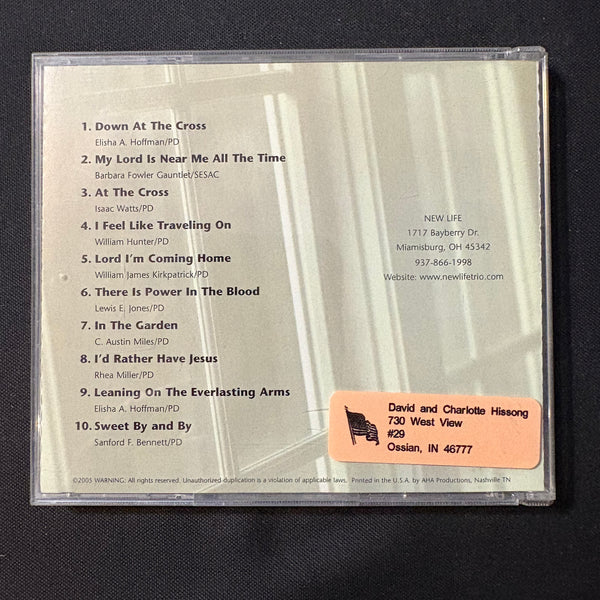 1. Down At The Cross
Elisha A. Hoffman/PD
2. My Lord Is Near Me All The Time
Barbara Fowler Gauntlet/SESAC
3. At The Cross
Isaac Watts/PD
4. I Feel Like Traveling On
William Hunter/PD
5. Lord I'm Coming Home
William James Kirkpatrick/PD
6. There Is Power In The Blood
Lewis E. Jones/PD
7. In The Garden
C. Austin Miles/PD
8. I'd Rather Have Jesus
Rhea Miller/PD
9. Leaning On The Everlasting Arms
Elisha A. Hoffman/PD
10. Sweet By and By
Sanford F. Bennett/PD
NEW LIFE
1717 Bayberry Dr.
Miamisburg, OH 45342
937-866-1998
Website: www.newlifetrio.com
David and Charlotte Hissong
730 West View
#29
Ossian, IN 46777
©2005 WARNING: All rights reserved. Unauthorized duplication is a violation of applicable laws. Printed in the U.S.A. by AHA Productions, Nashville TN